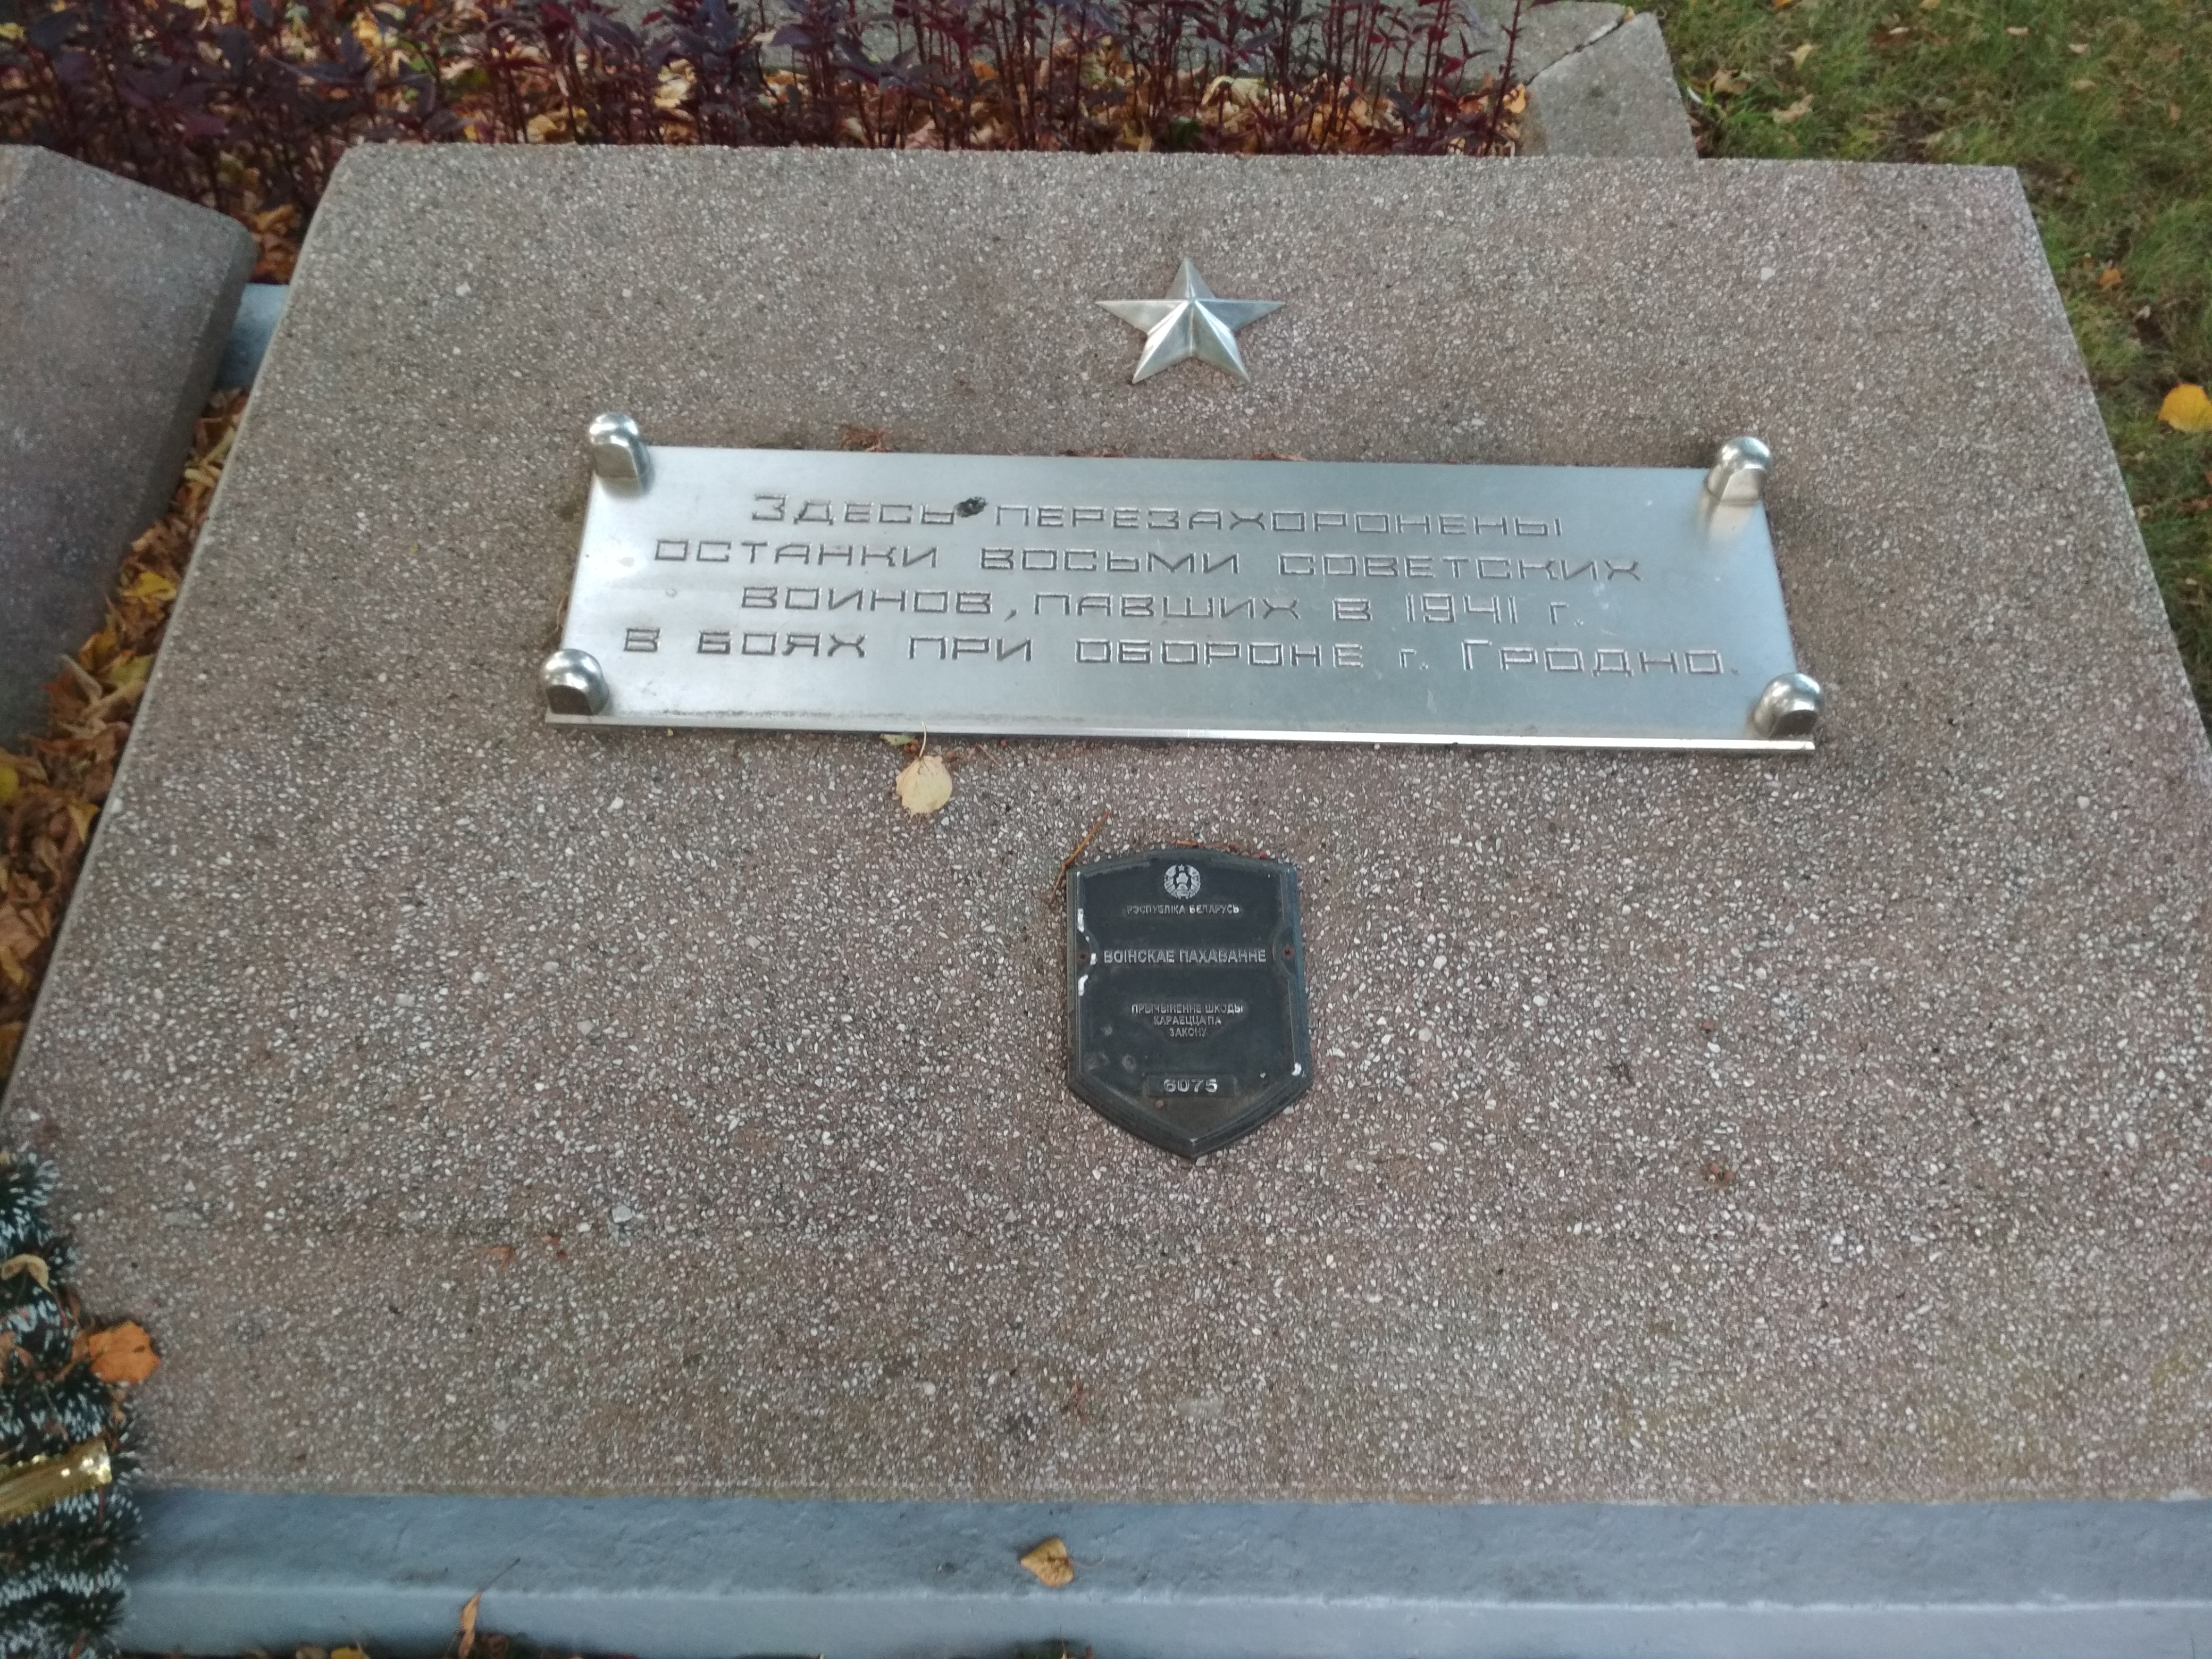 Здесь перезахоронены
останки восьми советских
воинов, павших в 1941 г.
в боях при обороне г. Гродно.
РЭСПУБЛІКА БЕЛАРУСЬ
ВОІНСКАЕ ПАХАВАННЕ
ПРЫЧЫНЕННЕ ШКОДЫ
КАРАЕЦЦА ПА
ЗАКОНУ
6075